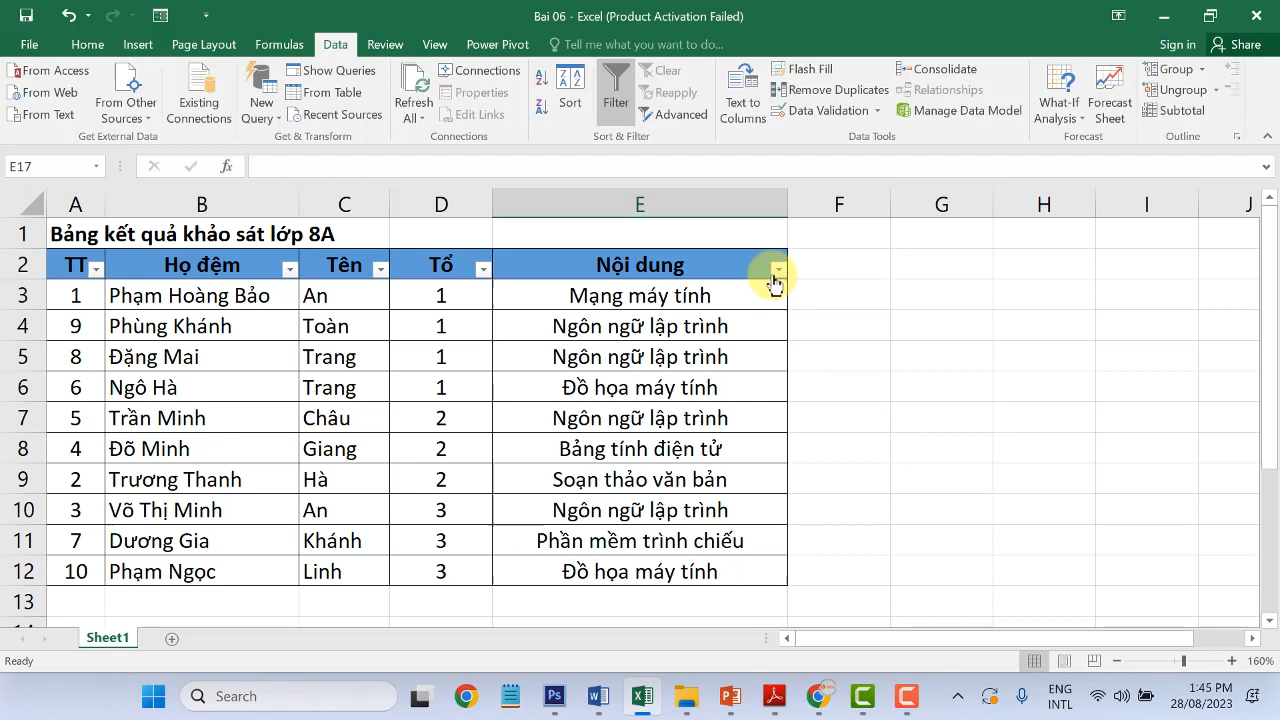 Bai 06 - Excel (Product Activation Failed)
File Home Insert Page Layout Formulas Data Review View Power Pivot Tell me what you want to do... Sign in Share
From Access
From Web
From Text
From Other Sources
Existing Connections
Get External Data
New Query
Show Queries
From Table
Recent Sources
Get & Transform
Refresh All
Connections
Properties
Edit Links
Connections
Sort
Filter
Clear
Reapply
Advanced
Sort & Filter
Text to Columns
Flash Fill
Remove Duplicates
Data Validation
Consolidate
Relationships
Manage Data Model
Data Tools
What-If Analysis
Forecast Sheet
Forecast
Group
Ungroup
Subtotal
Outline
E17 fx
A B C D E F G H I J
1 Bảng kết quả khảo sát lớp 8A
2 TT Họ đệm Tên Tổ Nội dung
3 1 Phạm Hoàng Bảo An 1 Mạng máy tính
4 9 Phùng Khánh Toàn 1 Ngôn ngữ lập trình
5 8 Đặng Mai Trang 1 Ngôn ngữ lập trình
6 6 Ngô Hà Trang 1 Đồ họa máy tính
7 5 Trần Minh Châu 2 Ngôn ngữ lập trình
8 4 Đõ Minh Giang 2 Bảng tính điện tử
9 2 Trương Thanh Hà 2 Soạn thảo văn bản
10 3 Võ Thị Minh An 3 Ngôn ngữ lập trình
11 7 Dương Gia Khánh 3 Phần mềm trình chiếu
12 10 Phạm Ngọc Linh 3 Đồ họa máy tính
13
Sheet1
Ready 160%
Search ENG INTL 1:45 PM 28/08/2023